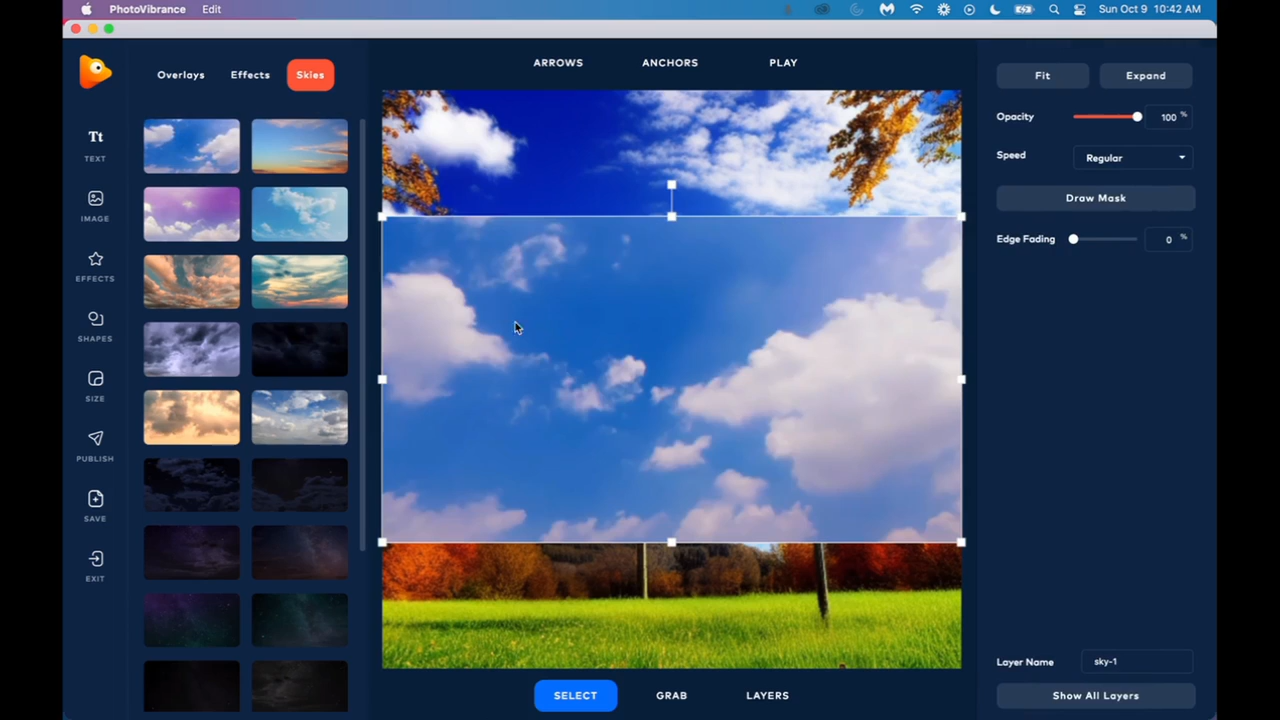 PhotoVibrance Edit Sun Oct 9 10:42 AM
Overlays Effects Skies
ARROWS ANCHORS PLAY
Fit Expand
Opacity 100 %
Speed Regular
Draw Mask
Edge Fading 0 %
Tt
TEXT
IMAGE
EFFECTS
SHAPES
SIZE
PUBLISH
SAVE
EXIT
Layer Name sky-1
SELECT GRAB LAYERS
Show All Layers